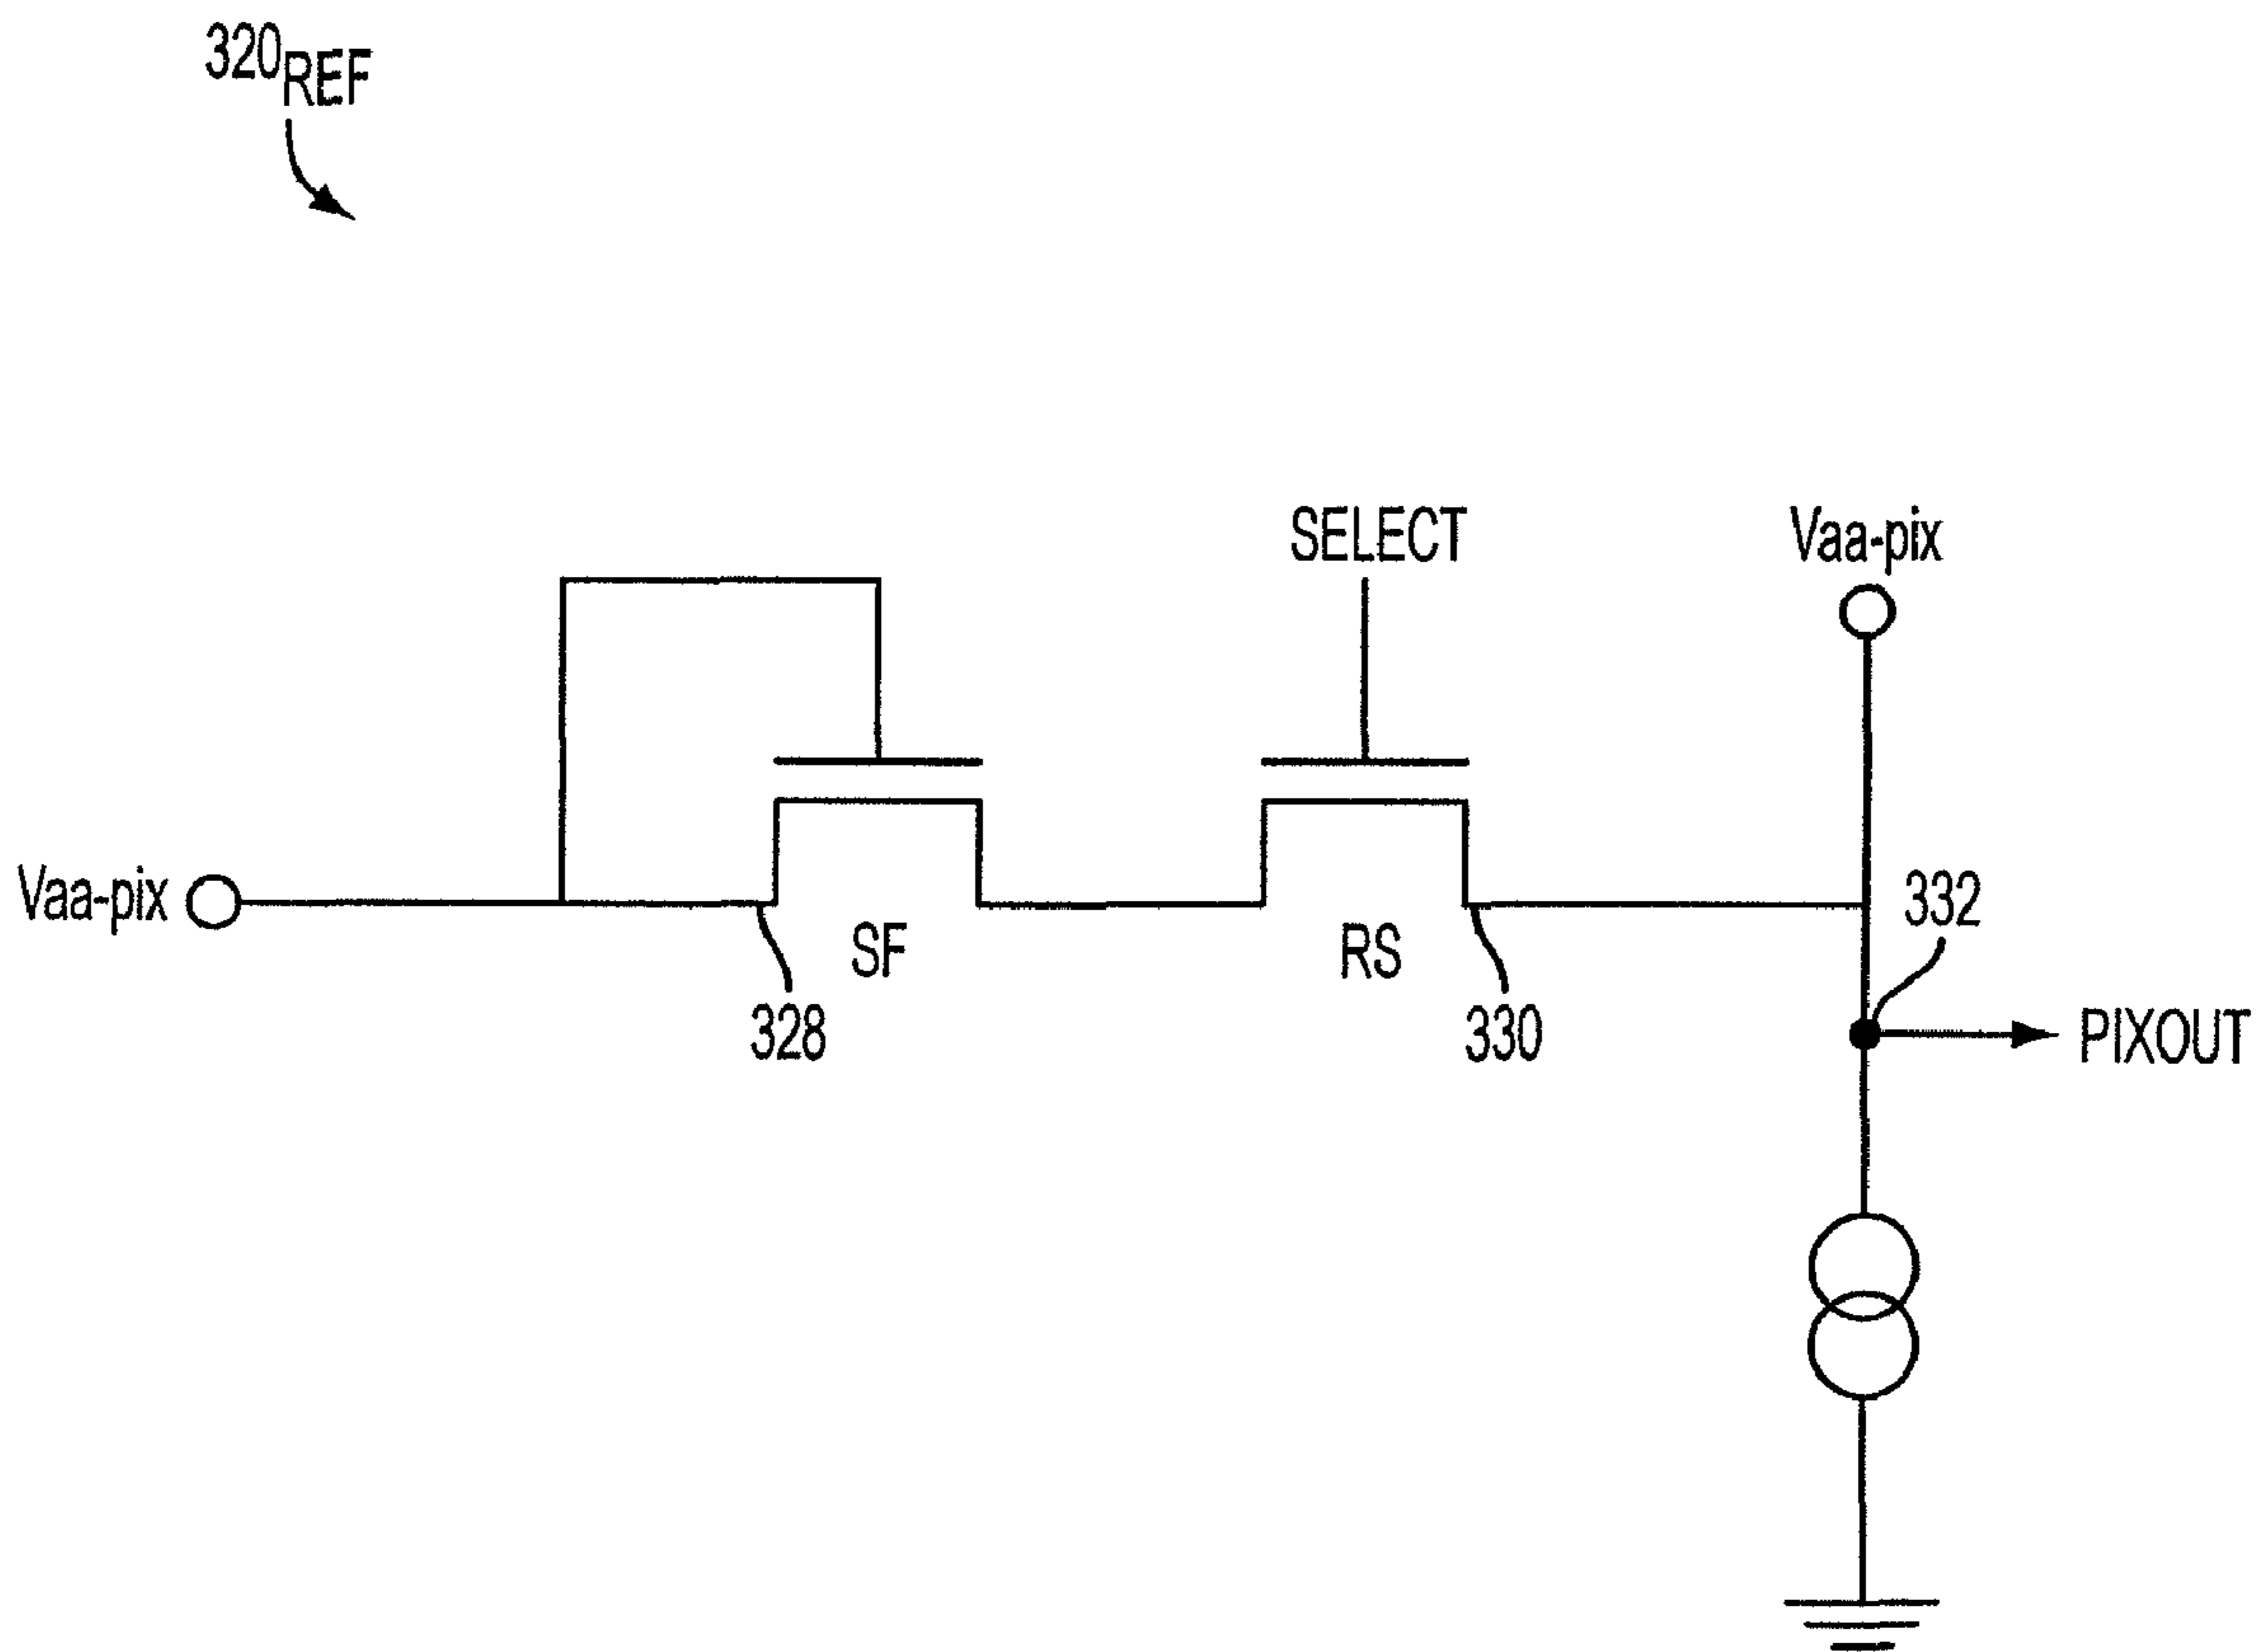 320REF
SELECT
Vaa-pix
Vaa-pix
332
SF
RS
328
330
PIXOUT